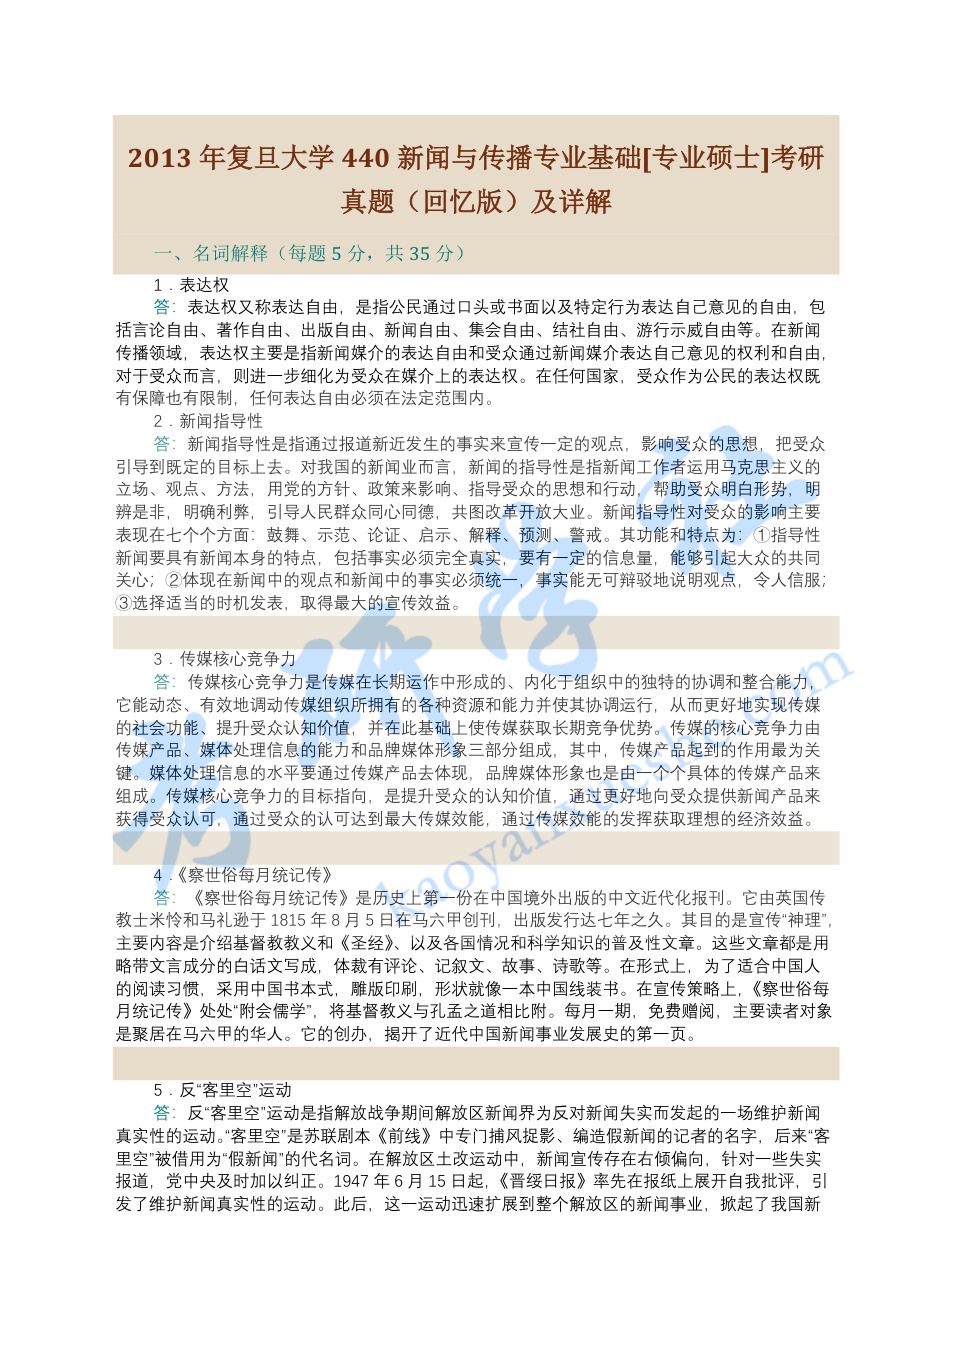 2013 年复旦大学 440 新闻与传播专业基础[专业硕士]考研
真题（回忆版）及详解
一、名词解释（每题 5 分，共 35 分）
1．表达权
答：表达权又称表达自由，是指公民通过口头或书面以及特定行为表达自己意见的自由，包
括言论自由、著作自由、出版自由、新闻自由、集会自由、结社自由、游行示威自由等。在新闻
传播领域，表达权主要是指新闻媒介的表达自由和受众通过新闻媒介表达自己意见的权利和自由，
对于受众而言，则进一步细化为受众在媒介上的表达权。在任何国家，受众作为公民的表达权既
有保障也有限制，任何表达自由必须在法定范围内。
2．新闻指导性
答：新闻指导性是指通过报道新近发生的事实来宣传一定的观点，影响受众的思想，把受众
引导到既定的目标上去。对我国的新闻业而言，新闻的指导性是指新闻工作者运用马克思主义的
立场、观点、方法，用党的方针、政策来影响、指导受众的思想和行动，帮助受众明白形势，明
辨是非，明确利弊，引导人民群众同心同德，共图改革开放大业。新闻指导性对受众的影响主要
表现在七个个方面：鼓舞、示范、论证、启示、解释、预测、警戒。其功能和特点为：①指导性
新闻要具有新闻本身的特点，包括事实必须完全真实，要有一定的信息量，能够引起大众的共同
关心；②体现在新闻中的观点和新闻中的事实必须统一，事实能无可辩驳地说明观点，令人信服；
③选择适当的时机发表，取得最大的宣传效益。
3．传媒核心竞争力
答：传媒核心竞争力是传媒在长期运作中形成的、内化于组织中的独特的协调和整合能力，
它能动态、有效地调动传媒组织所拥有的各种资源和能力并使其协调运行，从而更好地实现传媒
的社会功能、提升受众认知价值，并在此基础上使传媒获取长期竞争优势。传媒的核心竞争力由
传媒产品、媒体处理信息的能力和品牌媒体形象三部分组成，其中，传媒产品起到的作用最为关
键。媒体处理信息的水平要通过传媒产品去体现，品牌媒体形象也是由一个个具体的传媒产品来
组成。传媒核心竞争力的目标指向，是提升受众的认知价值，通过更好地向受众提供新闻产品来
获得受众认可，通过受众的认可达到最大传媒效能，通过传媒效能的发挥获取理想的经济效益。
4.《察世俗每月统记传》
答：《察世俗每月统记传》是历史上第一份在中国境外出版的中文近代化报刊。它由英国传
教士米怜和马礼逊于 1815 年 8 月 5 日在马六甲创刊，出版发行达七年之久。其目的是宣传“神理”，
主要内容是介绍基督教教义和《圣经》、以及各国情况和科学知识的普及性文章。这些文章都是用
略带文言成分的白话文写成，体裁有评论、记叙文、故事、诗歌等。在形式上，为了适合中国人
的阅读习惯，采用中国书本式，雕版印刷，形状就像一本中国线装书。在宣传策略上，《察世俗每
月统记传》处处“附会儒学”，将基督教义与孔孟之道相比附。每月一期，免费赠阅，主要读者对象
是聚居在马六甲的华人。它的创办，揭开了近代中国新闻事业发展史的第一页。
5．反“客里空”运动
答：反“客里空”运动是指解放战争期间解放区新闻界为反对新闻失实而发起的一场维护新闻
真实性的运动。“客里空”是苏联剧本《前线》中专门捕风捉影、编造假新闻的记者的名字，后来“客
里空”被借用为“假新闻”的代名词。在解放区土改运动中，新闻宣传存在右倾偏向，针对一些失实
报道，党中央及时加以纠正。1947 年 6 月 15 日起，《晋绥日报》率先在报纸上展开自我批评，引
发了维护新闻真实性的运动。此后，这一运动迅速扩展到整个解放区的新闻事业，掀起了我国新
考研学社
kaoyanxueshe.com